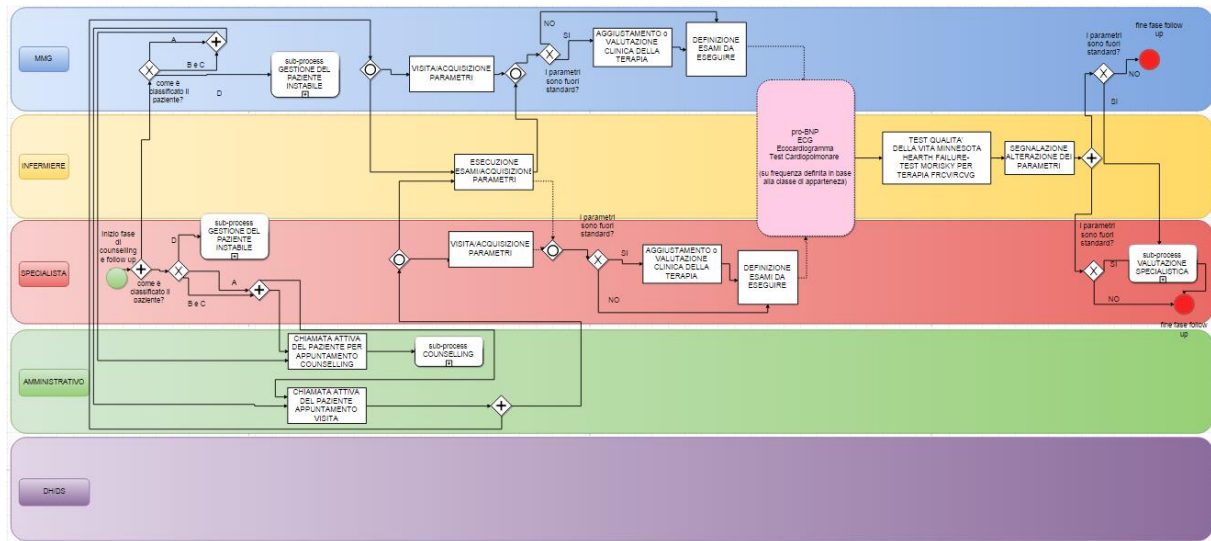 MMG
A
B e C
D
come è
classificato il
paziente?
sub-process
GESTIONE DEL
PAZIENTE
INSTABILE
VISITA/ACQUISIZIONE
PARAMETRI
NO
SI
I parametri
sono fuori
standard?
AGGIUSTAMENTO o
VALUTAZIONE
CLINICA DELLA
TERAPIA
DEFINIZIONE
ESAMI DA
ESEGUIRE
I parametri
sono fuori
standard?
NO
SI
fine fase follow
up
INFERMIERE
ESECUZIONE
ESAMI/ACQUISIZIONE
PARAMETRI
pro-BNP
ECG
Ecocardiogramma
Test Cardiopolmonare
(su frequenza definita in base
alla classe di apparteneza)
TEST QUALITA'
DELLA VITA MINNESOTA
HEARTH FAILURE-
TEST MORISKY PER
TERAPIA FRCV/RCVG
SEGNALAZIONE
ALTERAZIONE DEI
PARAMETRI
SPECIALISTA
Inizio fase
di
counselling
e follow up
come è
classificato il
paziente?
D
A
B e C
sub-process
GESTIONE DEL
PAZIENTE
INSTABILE
VISITA/ACQUISIZIONE
PARAMETRI
I parametri
sono fuori
standard?
SI
NO
AGGIUSTAMENTO o
VALUTAZIONE
CLINICA DELLA
TERAPIA
DEFINIZIONE
ESAMI DA
ESEGUIRE
I parametri
sono fuori
standard?
SI
NO
sub-process
VALUTAZIONE
SPECIALISTICA
fine fase follow
up
AMMINISTRATIVO
CHIAMATA ATTIVA
DEL PAZIENTE PER
APPUNTAMENTO
COUNSELLING
sub-process
COUNSELLING
CHIAMATA ATTIVA
DEL PAZIENTE
APPUNTAMENTO
VISITA
DH/DS